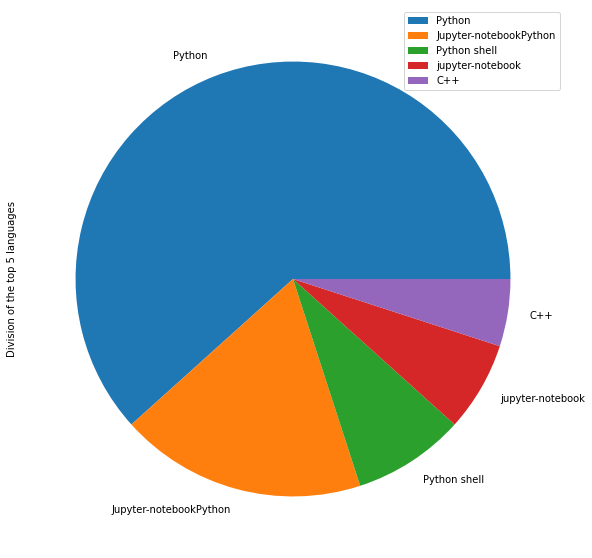 Python
Jupyter-notebookPython
Python shell
jupyter-notebook
C++
Python
Division of the top 5 languages
C++
jupyter-notebook
Python shell
Jupyter-notebookPython